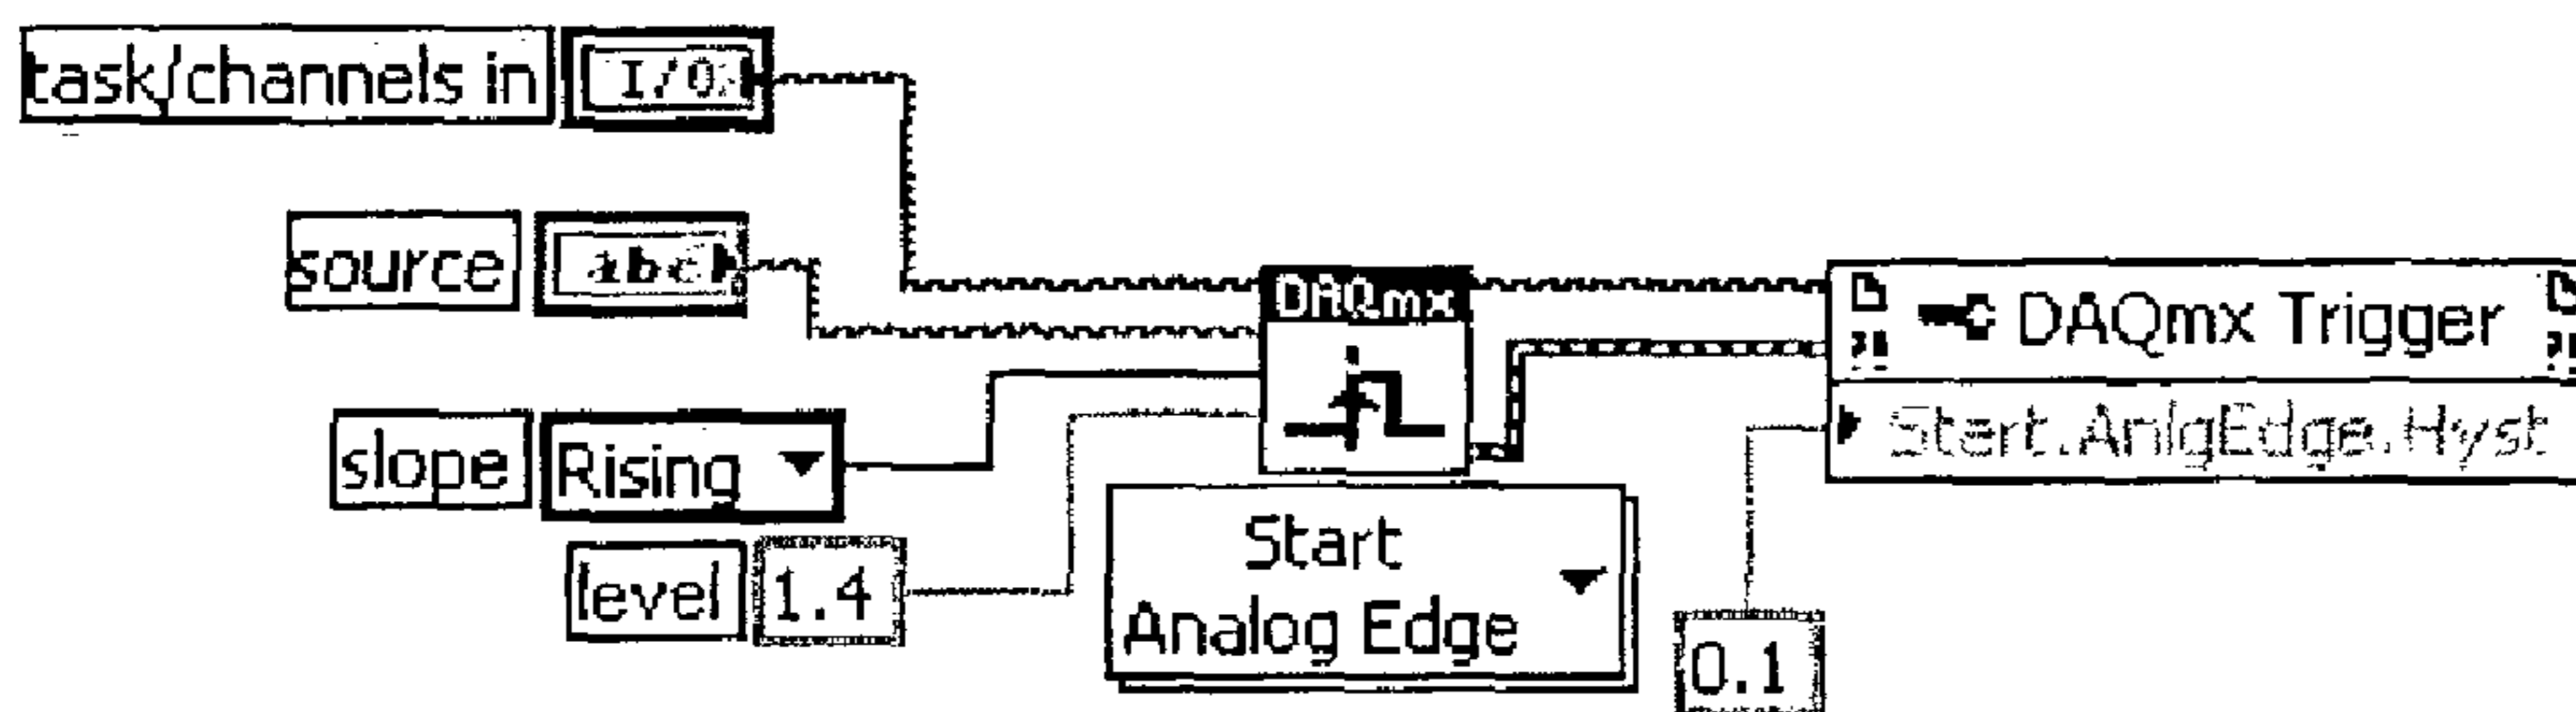 task/channels in I/O
source abc
DAQmx
DAQmx Trigger
slope Rising
Start.AnlgEdge.Hyst
level 1.4
Start
Analog Edge
0.1